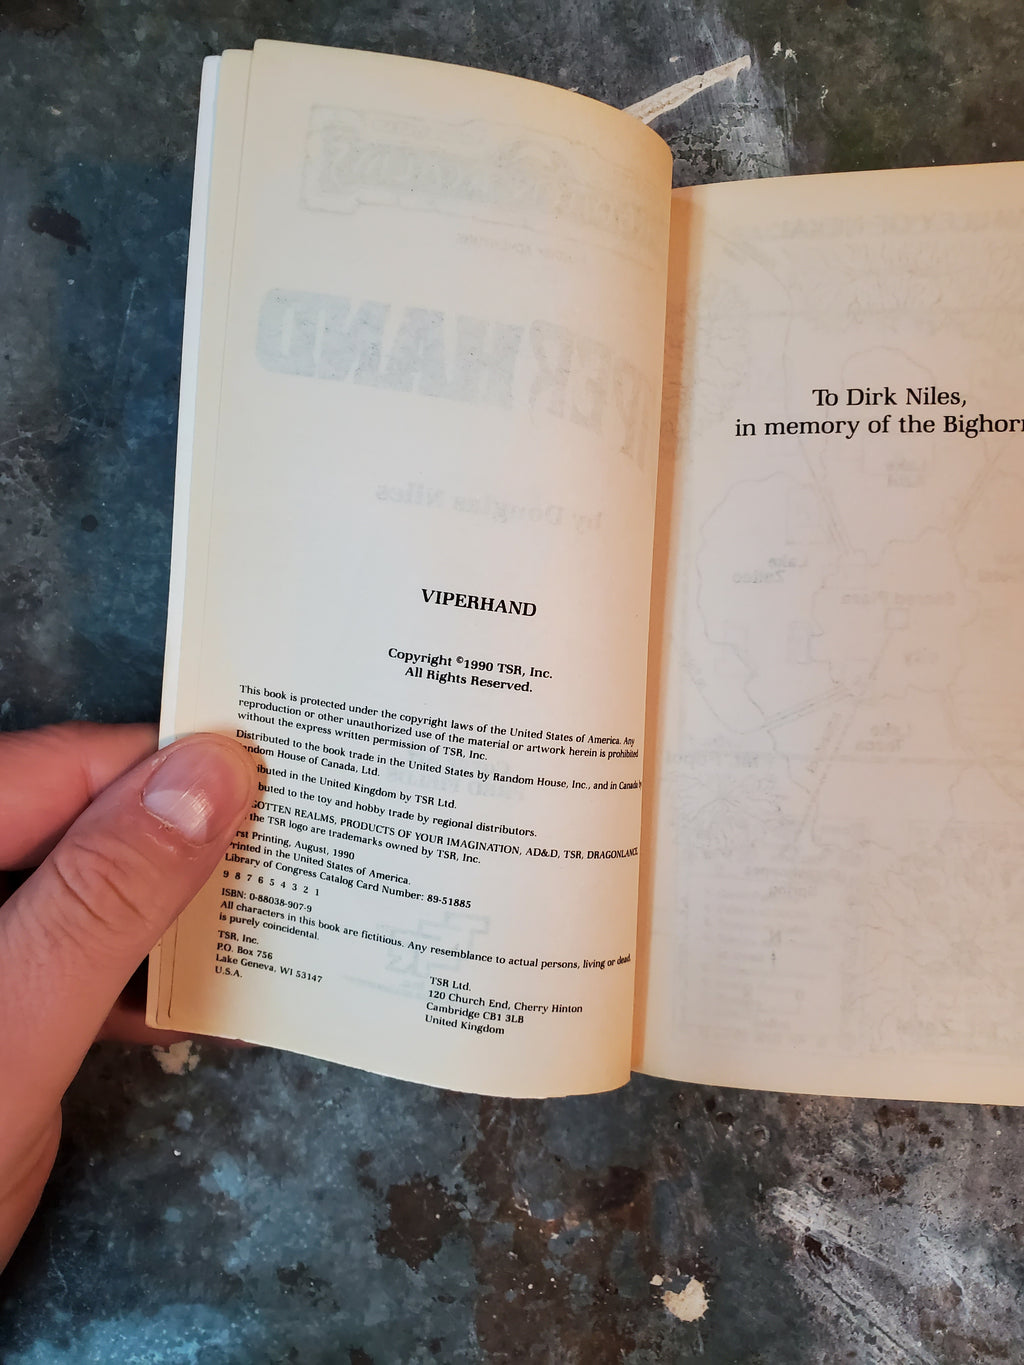 VIPERHAND
Copyright ©1990 TSR, Inc.
All Rights Reserved.
This book is protected under the copyright laws of the United States of America. Any
reproduction or other unauthorized use of the material or artwork herein is prohibited
without the express written permission of TSR, Inc.
Distributed to the book trade in the United States by Random House, Inc., and in Canada by
andom House of Canada, Ltd.
ibuted in the United Kingdom by TSR Ltd.
buted to the toy and hobby trade by regional distributors.
GOTTEN REALMS, PRODUCTS OF YOUR IMAGINATION, AD&D, TSR, DRAGONLANCE,
the TSR logo are trademarks owned by TSR, Inc.
rst Printing, August, 1990
Printed in the United States of America.
Library of Congress Catalog Card Number: 89-51885
9 8 7 6 5 4 3 2 1
ISBN: 0-88038-907-9
All characters in this book are fictitious. Any resemblance to actual persons, living or dead,
is purely coincidental.
TSR, Inc.
P.O. Box 756
Lake Geneva, WI 53147
U.S.A.
TSR Ltd.
120 Church End, Cherry Hinton
Cambridge CB1 3LB
United Kingdom
To Dirk Niles,
in memory of the Bighorn